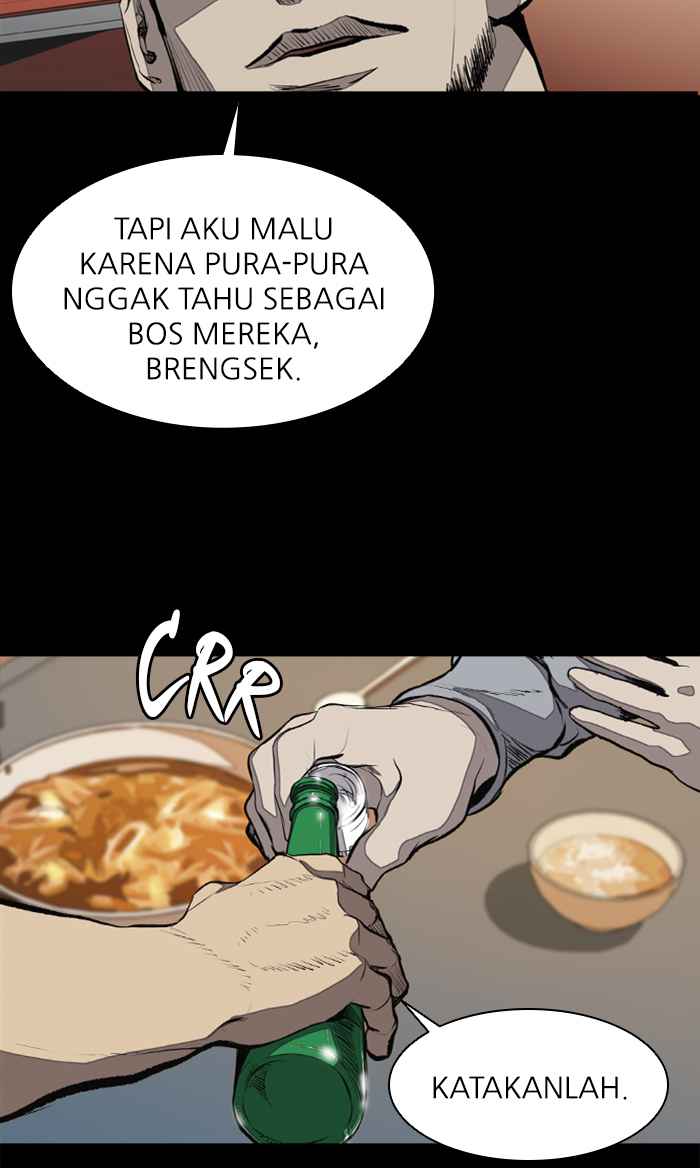 TAPI AKU MALU
KARENA PURA-PURA
NGGAK TAHU SEBAGAI
BOS MEREKA,
BRENGSEK.
CRR
KATAKANLAH.